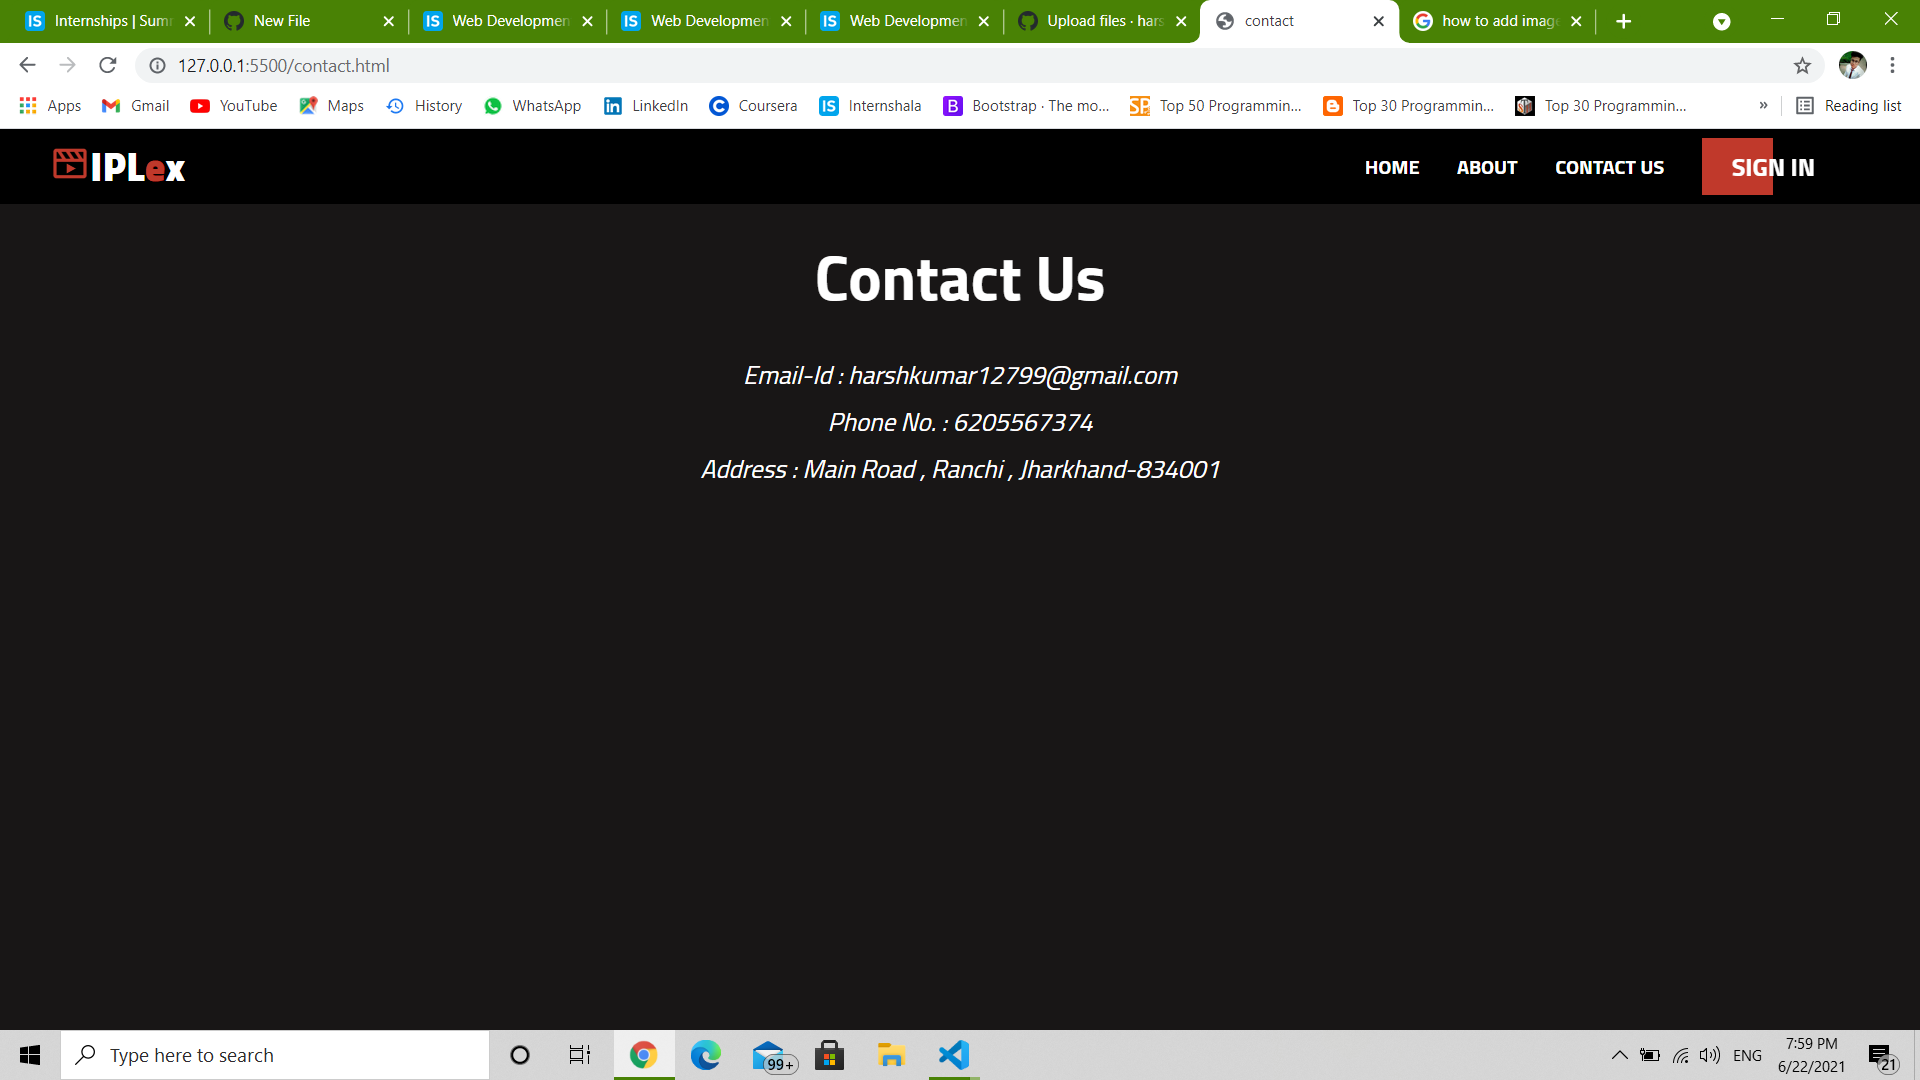 Internships | Sum
New File
Web Developmen
Web Developmen
Web Developmen
Upload files · hars
contact
how to add imag
127.0.0.1:5500/contact.html
Apps
Gmail
YouTube
Maps
History
WhatsApp
LinkedIn
Coursera
Internshala
Bootstrap · The mo...
Top 50 Programmin...
Top 30 Programmin...
Top 30 Programmin...
»
Reading list
IPLex
HOME
ABOUT
CONTACT US
SIGN IN
Contact Us
Email-Id : harshkumar12799@gmail.com
Phone No. : 6205567374
Address : Main Road , Ranchi , Jharkhand-834001
Type here to search
99+
ENG
7:59 PM
6/22/2021
21